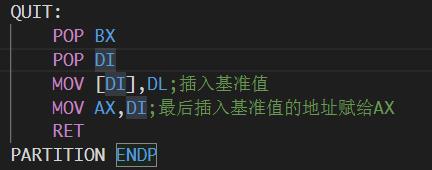 QUIT:
POP BX
POP DI
MOV [DI],DL;插入基准值
MOV AX,DI;最后插入基准值的地址赋给AX
RET
PARTITION ENDP